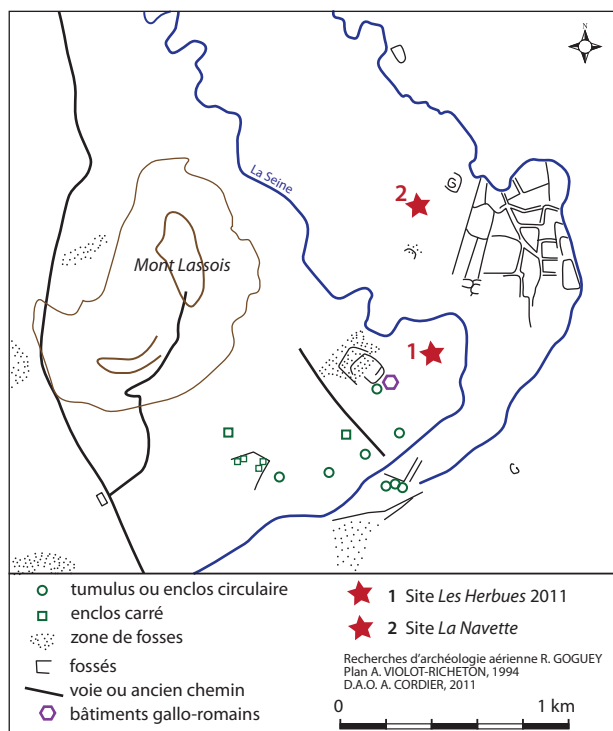 N
La Seine
2
Mont Lassois
1
tumulus ou enclos circulaire
enclos carré
zone de fosses
fossés
voie ou ancien chemin
bâtiments gallo-romains
1 Site Les Herbues 2011
2 Site La Navette
Recherches d'archéologie aérienne R. GOGUEY
Plan A. VIOLOT-RICHETON, 1994
D.A.O. A. CORDIER, 2011
0 1 km